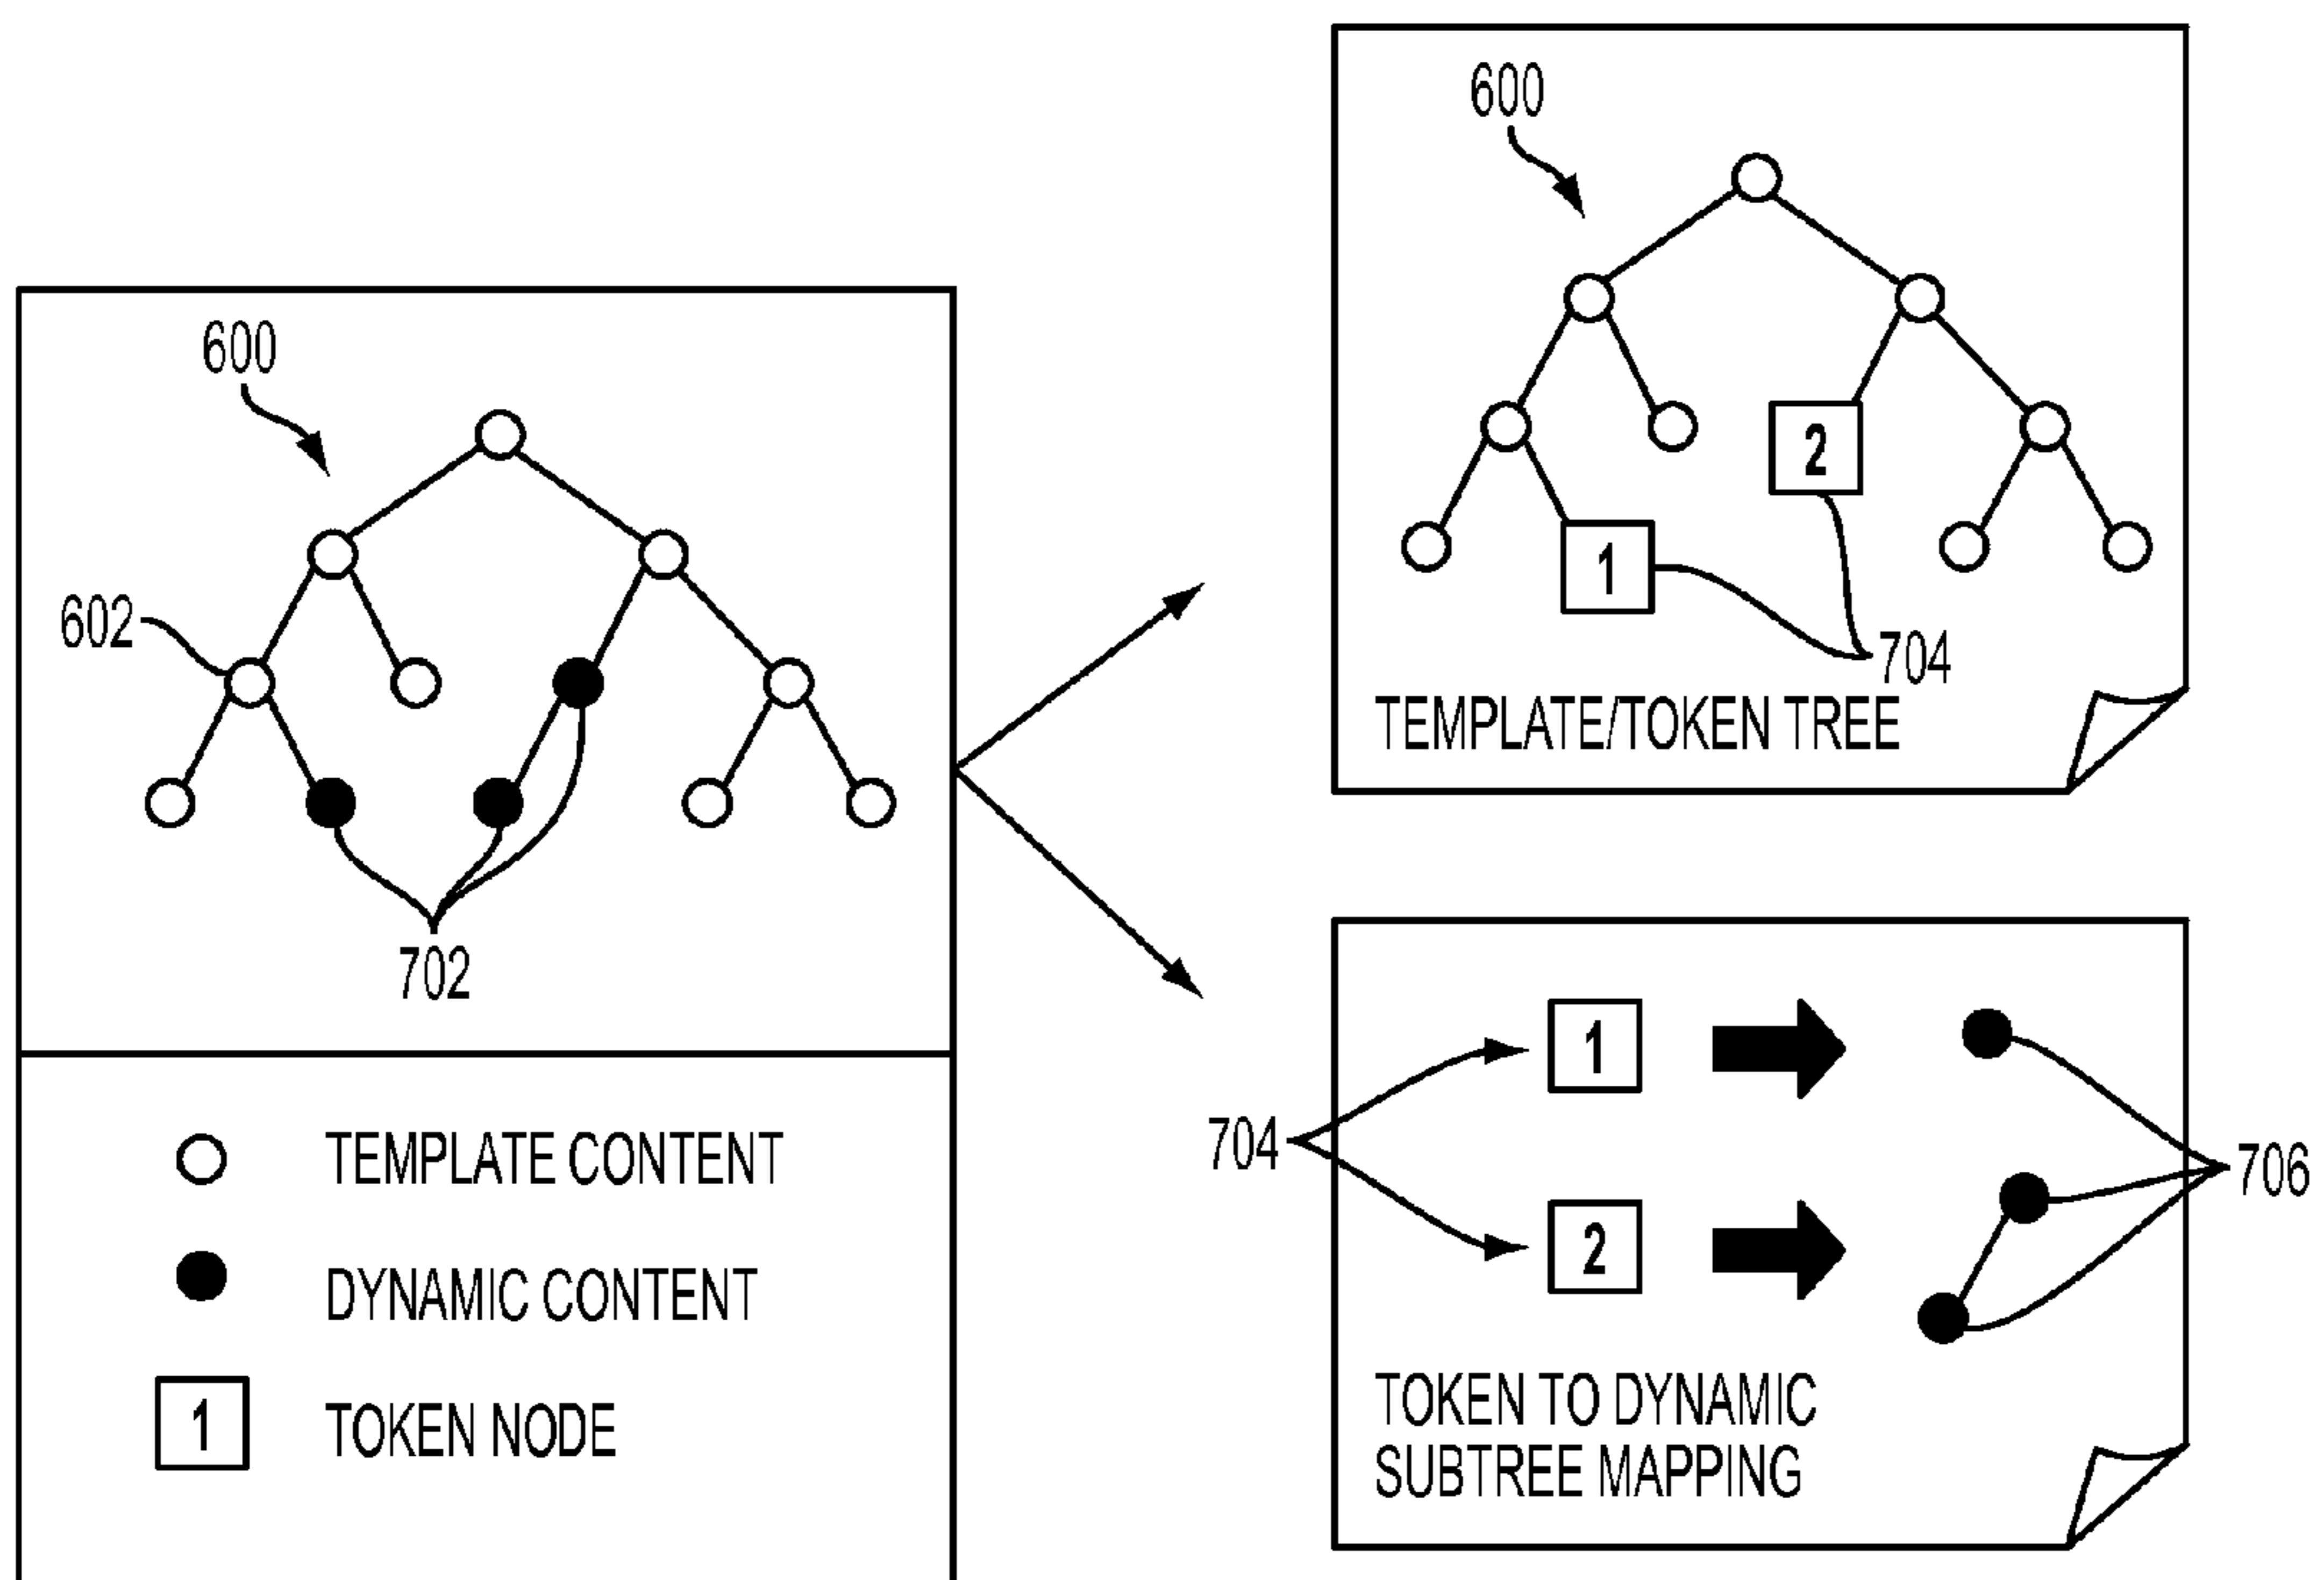 600
602
702
TEMPLATE CONTENT
DYNAMIC CONTENT
1 TOKEN NODE
600
2
1
704
TEMPLATE/TOKEN TREE
1
704
706
2
TOKEN TO DYNAMIC
SUBTREE MAPPING